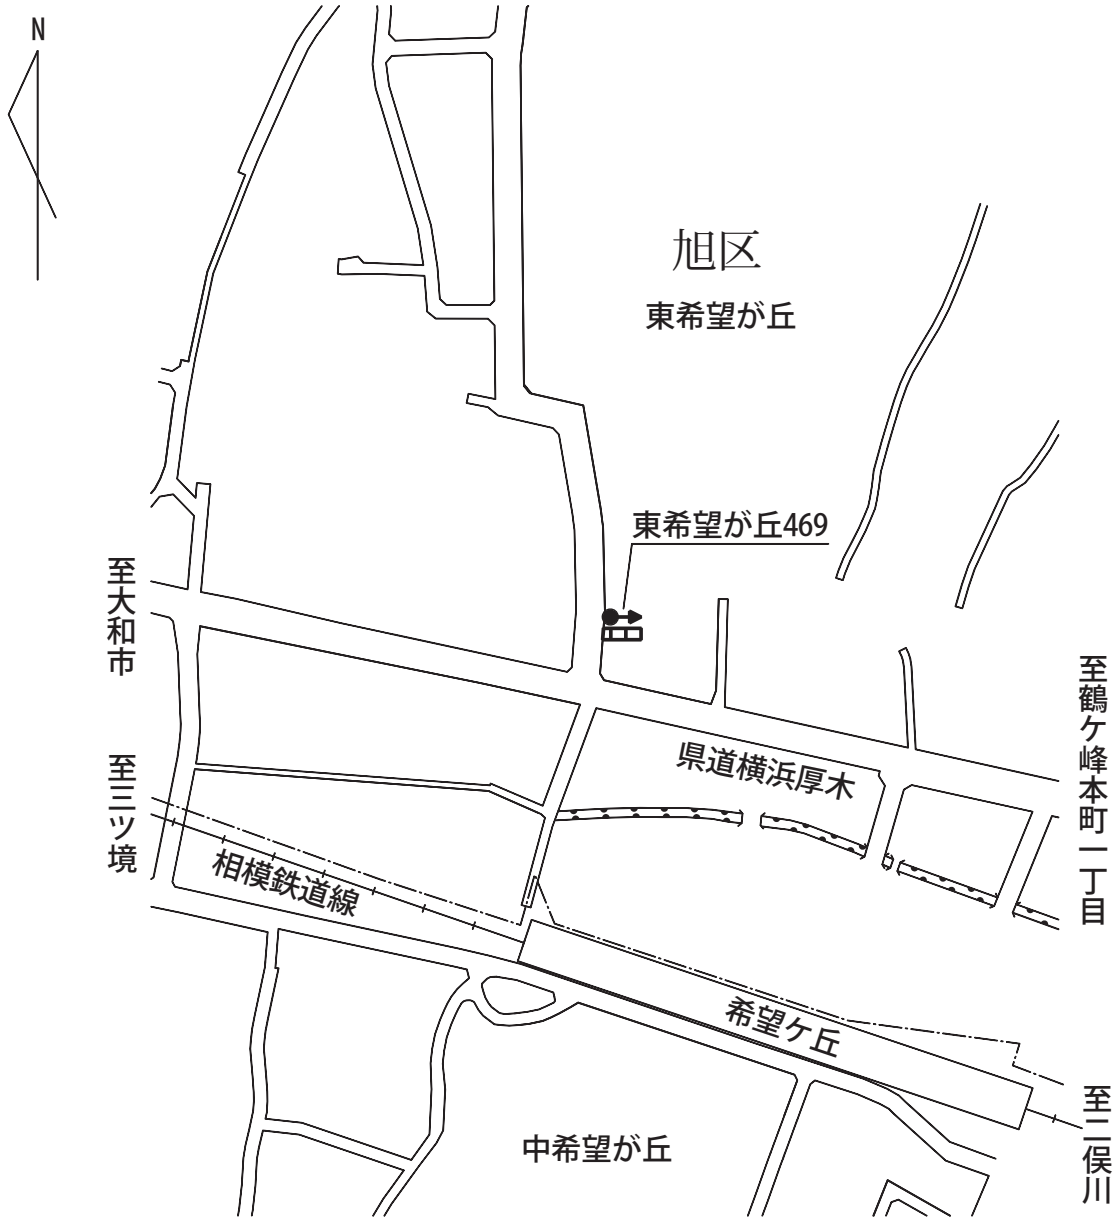 N
旭区
東希望が丘
東希望が丘469
至大和市
至三ツ境
至鶴ケ峰本町一丁目
県道横浜厚木
相模鉄道線
希望ケ丘
中希望が丘
至二俣川